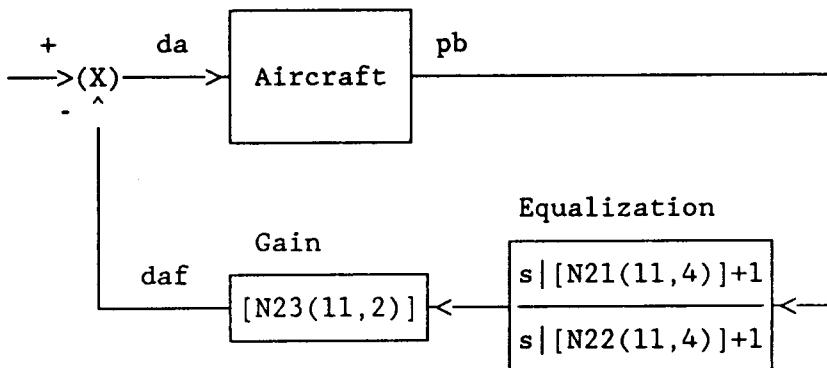 +
da
pb
(X)
Aircraft
-
^
Equalization
Gain
s|[N21(11,4)]+1
daf
[N23(11,2)]
s|[N22(11,4)]+1